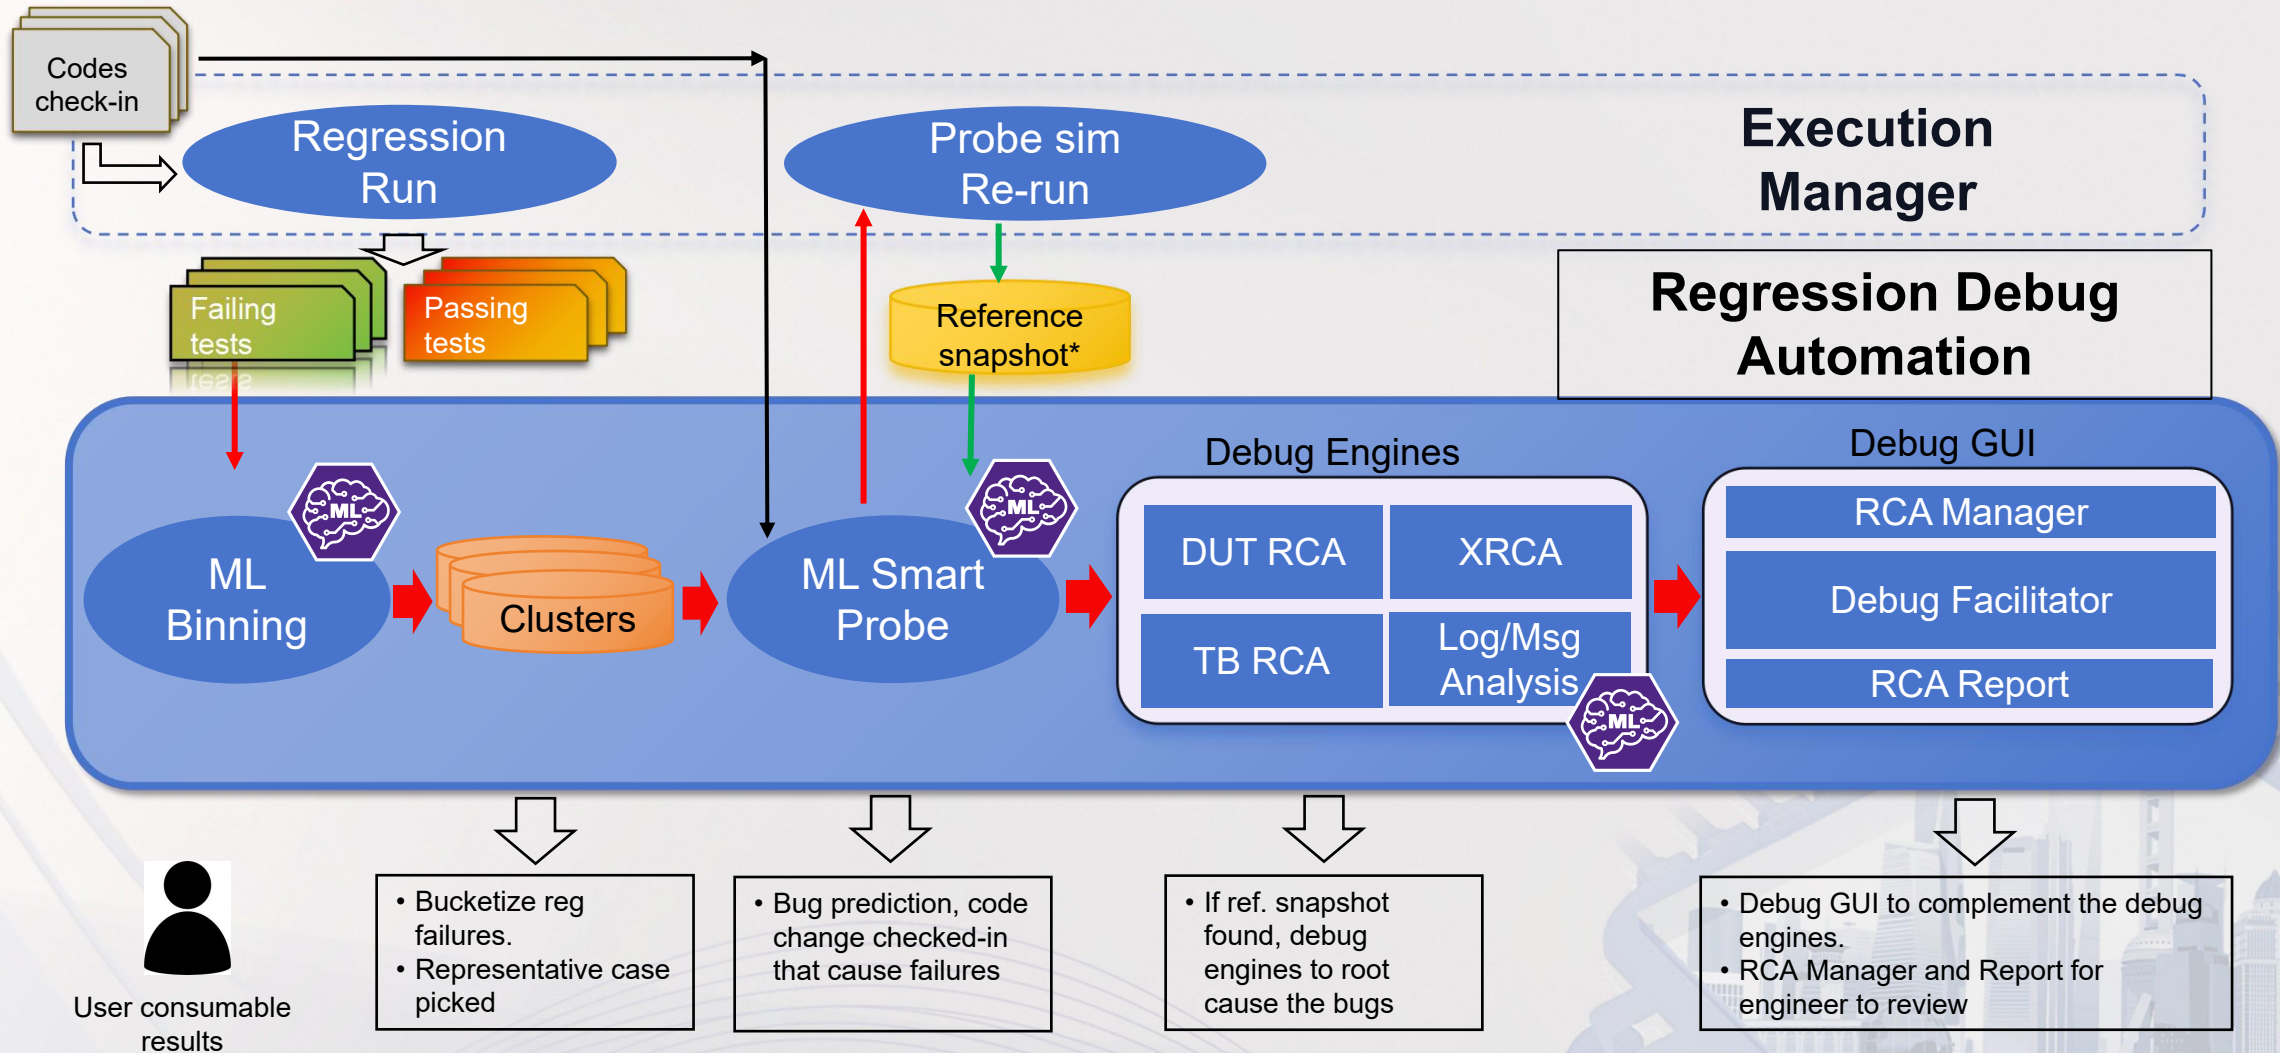 Codes
check-in
Regression
Run
Probe sim
Re-run
Execution
Manager
Failing
tests
Passing
tests
Reference
snapshot*
Regression Debug
Automation
Debug Engines
Debug GUI
ML
ML
ML
Binning
Clusters
ML Smart
Probe
DUT RCA
XRCA
TB RCA
Log/Msg
Analysis
ML
RCA Manager
Debug Facilitator
RCA Report
User consumable
results
• Bucketize reg
failures.
• Representative case
picked
• Bug prediction, code
change checked-in
that cause failures
• If ref. snapshot
found, debug
engines to root
cause the bugs
• Debug GUI to complement the debug
engines.
• RCA Manager and Report for
engineer to review